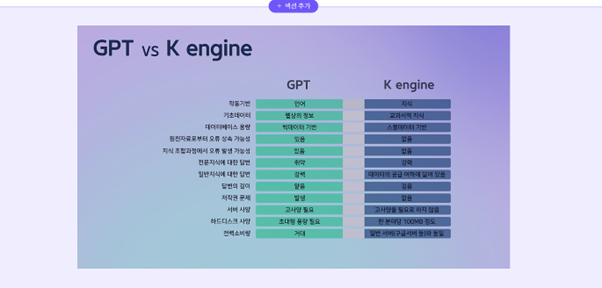 + 섹션 추가
GPT vs K engine
GPT K engine
작동기반 언어 지식
기초데이터 웹상의 정보 교과서적 지식
데이터베이스 용량 빅데이터 기반 스몰데이터 기반
원천자료로부터 오류 상속 가능성 있음 없음
지식 조합과정에서 오류 발생 가능성 있음 없음
전문지식에 대한 답변 취약 강력
일반지식에 대한 답변 강력 데이터의 공급 여하에 달려 있음
답변의 깊이 얕음 깊음
저작권 문제 발생 없음
서버 사양 고사양 필요 고사양을 필요로 하지 않음
하드디스크 사양 초대형 용량 필요 한 분야당 100MB 정도
전력소비량 거대 일반 서버(구글서버 등)와 동일